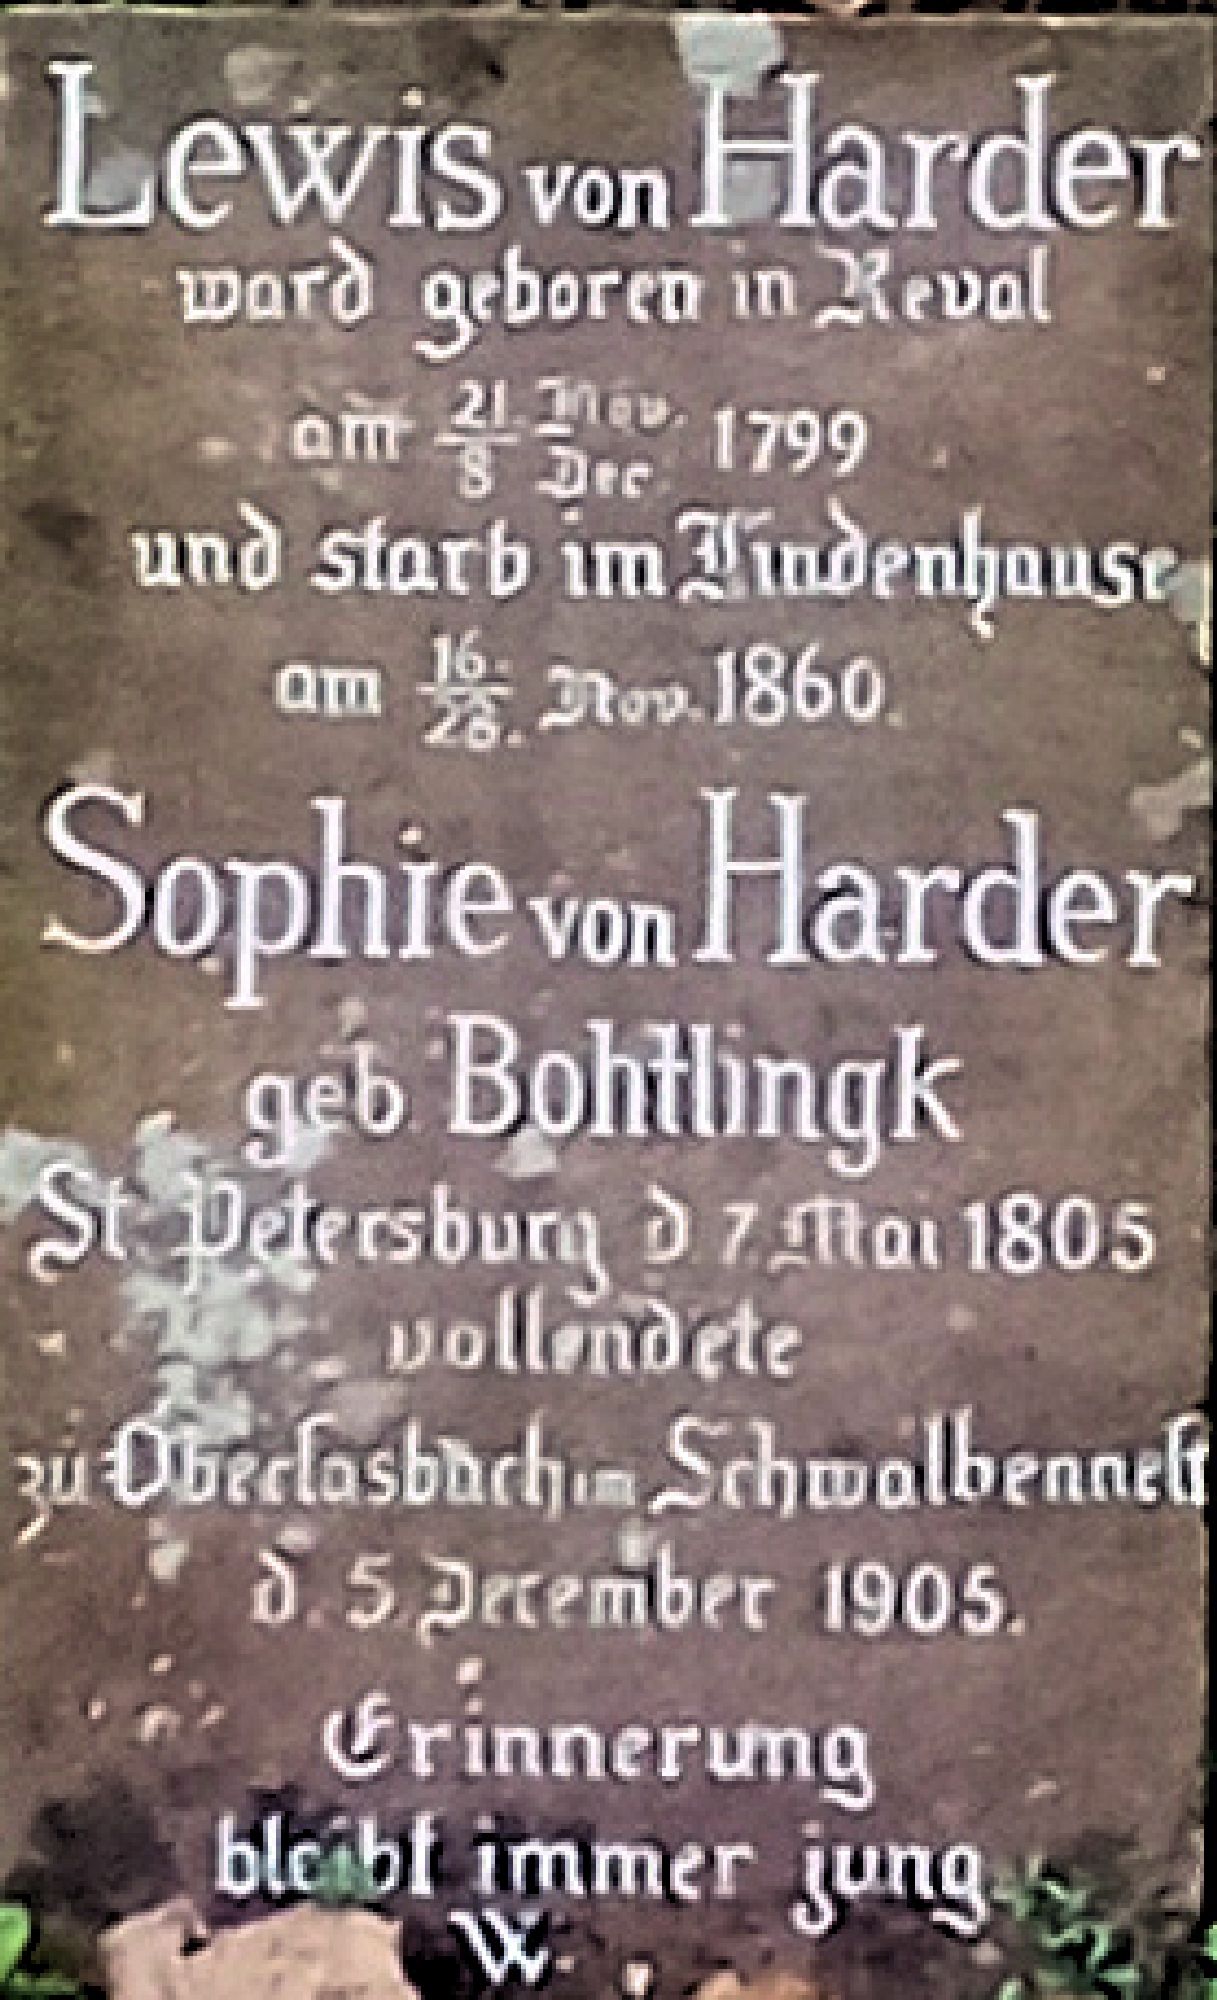 Lewis von Harder
ward geboren in Reval
am 21./8 Nov./Dec. 1799
und starb im Lindenhause
am 16./28. Nov. 1860.
Sophie von Harder
geb Bohtlingk
St. Petersburg d. 7. Mai 1805
vollendete
zu Oberlasbach im Schwalbennest
d. 5 December 1905.
Erinnerung
bleibt immer jung
W.